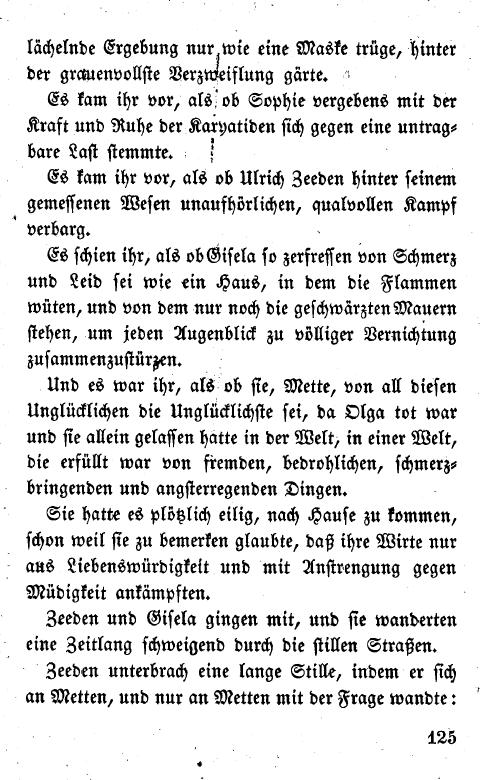 lächelnde Ergebung nur wie eine Maske trüge, hinter
der grauenvollste Verzweiflung gärte.
Es kam ihr vor, als ob Sophie vergebens mit der
Kraft und Ruhe der Karyatiden sich gegen eine untrag-
bare Last stemmte.
Es kam ihr vor, als ob Ulrich Zeeden hinter seinem
gemessenen Wesen unaufhörlichen, qualvollen Kampf
verbarg.
Es schien ihr, als ob Gisela so zerfressen von Schmerz
und Leid sei wie ein Haus, in dem die Flammen
wüten, und von dem nur noch die geschwärzten Mauern
stehen, um jeden Augenblick zu völliger Vernichtung
zusammenzustürzen.
Und es war ihr, als ob sie, Mette, von all diesen
Unglücklichen die Unglücklichste sei, da Olga tot war
und sie allein gelassen hatte in der Welt, in einer Welt,
die erfüllt war von fremden, bedrohlichen, schmerz-
bringenden und angsterregenden Dingen.
Sie hatte es plötzlich eilig, nach Hause zu kommen,
schon weil sie zu bemerken glaubte, daß ihre Wirte nur
aus Liebenswürdigkeit und mit Anstrengung gegen
Müdigkeit ankämpften.
Zeeden und Gisela gingen mit, und sie wanderten
eine Zeitlang schweigend durch die stillen Straßen.
Zeeden unterbrach eine lange Stille, indem er sich
an Metten, und nur an Metten mit der Frage wandte:
125